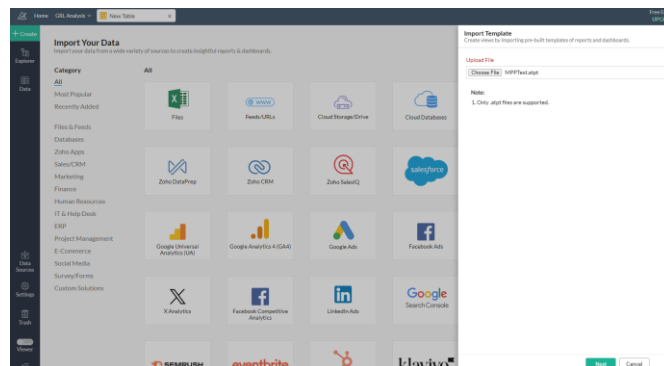 Home
GRL Analysis
New Table
x
Free
+ Create
Explorer
Data
Data
Sources
Settings
Trash
Viewer
Import Your Data
Import your data from a wide variety of sources to create insightful reports & dashboards.
Category
All
Most Popular
Recently Added
Files & Feeds
Databases
Zoho Apps
Sales/CRM
Marketing
Finance
Human Resources
IT & Help Desk
ERP
Project Management
E-Commerce
Social Media
Survey/Forms
Custom Solutions
All
Files
www
Feeds/URLs
Cloud Storage/Drive
Cloud Databases
Zoho DataPrep
Zoho CRM
Zoho SalesIQ
salesforce
Google Universal
Analytics (UA)
Google Analytics 4 (GA4)
Google Ads
Facebook Ads
X Analytics
Facebook Competitive
Analytics
LinkedIn Ads
Google
Search Console
SEMRUSH
eventbrite
klaviyo
Import Template
Create views by importing pre-built templates of reports and dashboards.
Upload File
Choose File MPPText.atpt
Note:
1. Only .atpt files are supported.
Next
Cancel